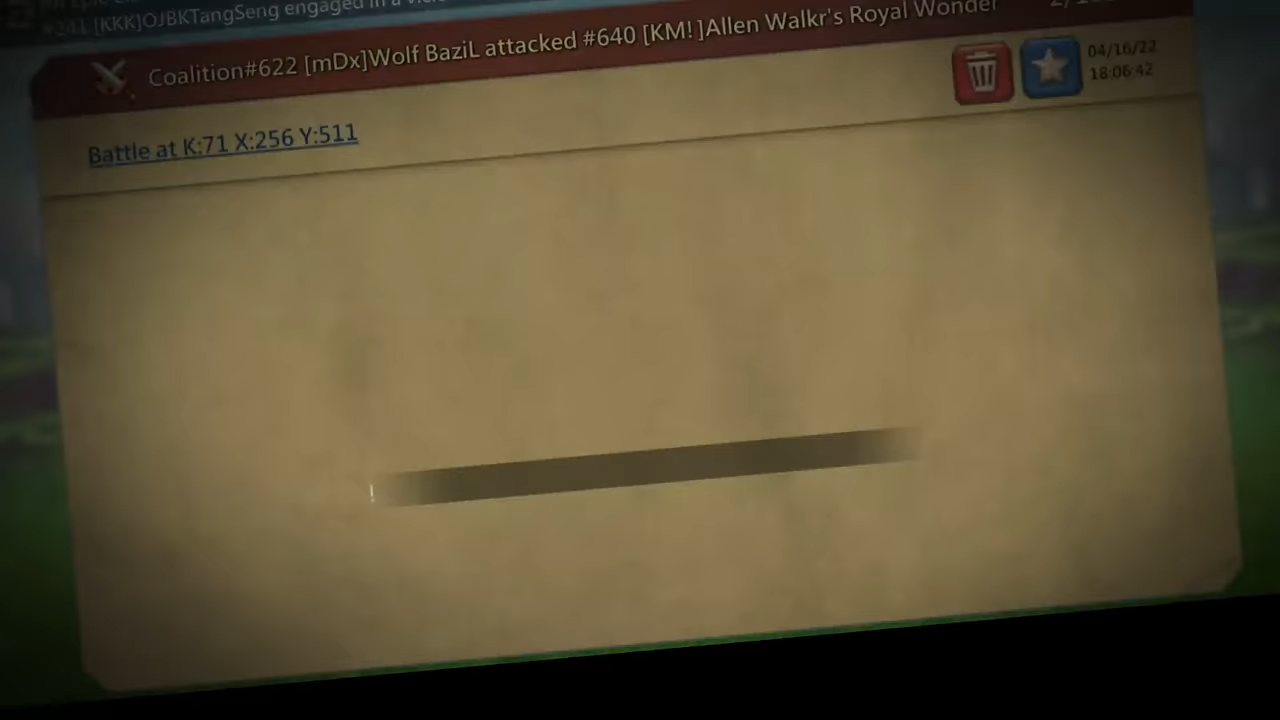 #241 [KKK]OJBKTangSeng engaged in a
Coalition#622 [mDx]Wolf BaziL attacked #640 [KM! ]Allen Walkr's Royal Wonder
04/16/22
18:06:42
Battle at K:71 X:256 Y:511